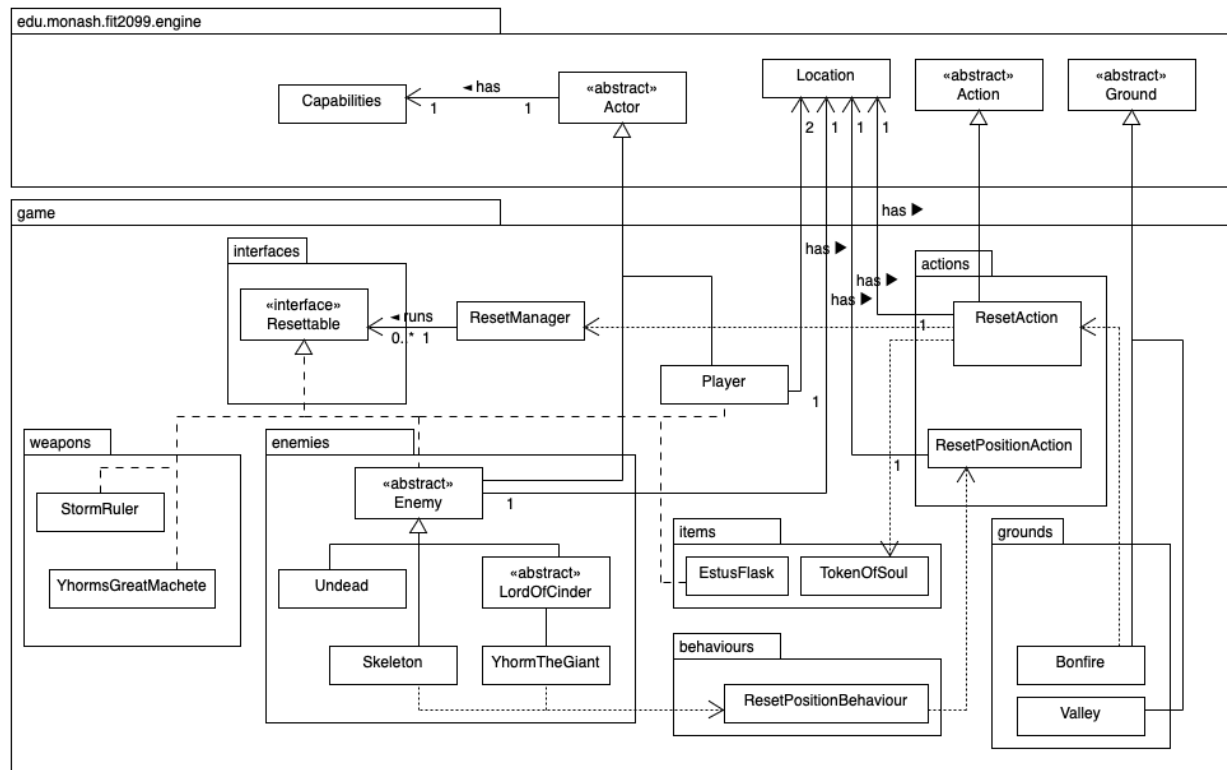 edu.monash.fit2099.engine
Capabilities
◄ has
1
1
«abstract»
Actor
Location
2
1
1
1
«abstract»
Action
«abstract»
Ground
game
has ►
has ►
has ►
has ►
interfaces
«interface»
Resettable
◄ runs
0..*
1
ResetManager
Player
1
actions
ResetAction
1
ResetPositionAction
1
weapons
StormRuler
YhormsGreatMachete
enemies
«abstract»
Enemy
1
Undead
«abstract»
LordOfCinder
Skeleton
YhormTheGiant
items
EstusFlask
TokenOfSoul
behaviours
ResetPositionBehaviour
grounds
Bonfire
Valley